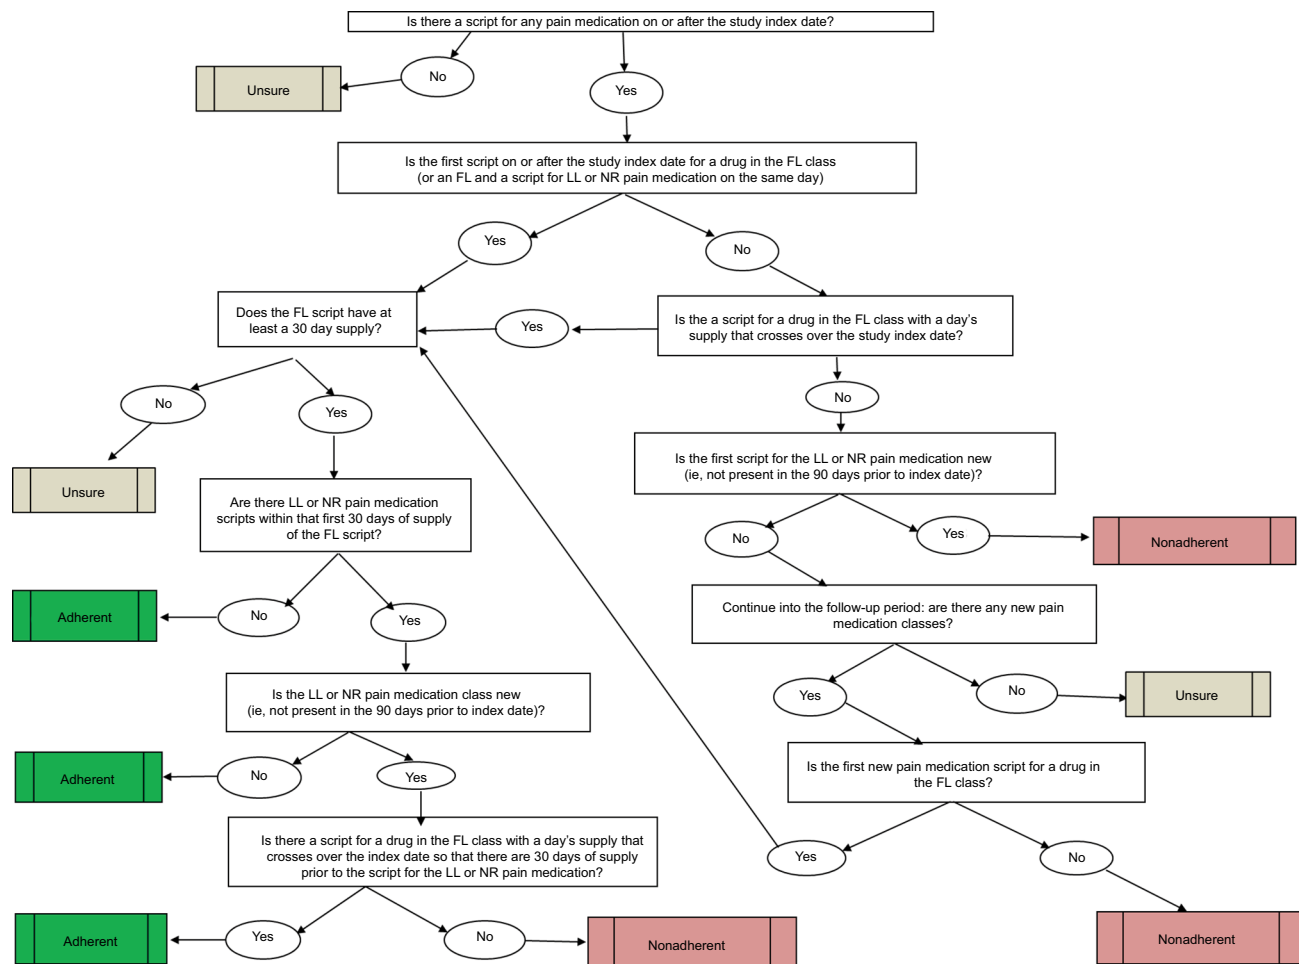 Is there a script for any pain medication on or after the study index date?
No
Unsure
Yes
Is the first script on or after the study index date for a drug in the FL class
(or an FL and a script for LL or NR pain medication on the same day)
Yes
No
Does the FL script have at
least a 30 day supply?
Yes
Is the a script for a drug in the FL class with a day's
supply that crosses over the study index date?
No
Yes
No
Unsure
Is the first script for the LL or NR pain medication new
(ie, not present in the 90 days prior to index date)?
Are there LL or NR pain medication
scripts within that first 30 days of supply
of the FL script?
No
Yes
Nonadherent
Adherent
No
Yes
Continue into the follow-up period: are there any new pain
medication classes?
Is the LL or NR pain medication class new
(ie, not present in the 90 days prior to index date)?
Yes
No
Unsure
Adherent
No
Yes
Is the first new pain medication script for a drug in
the FL class?
Is there a script for a drug in the FL class with a day's supply that
crosses over the index date so that there are 30 days of supply
prior to the script for the LL or NR pain medication?
Yes
No
Adherent
Yes
No
Nonadherent
Nonadherent